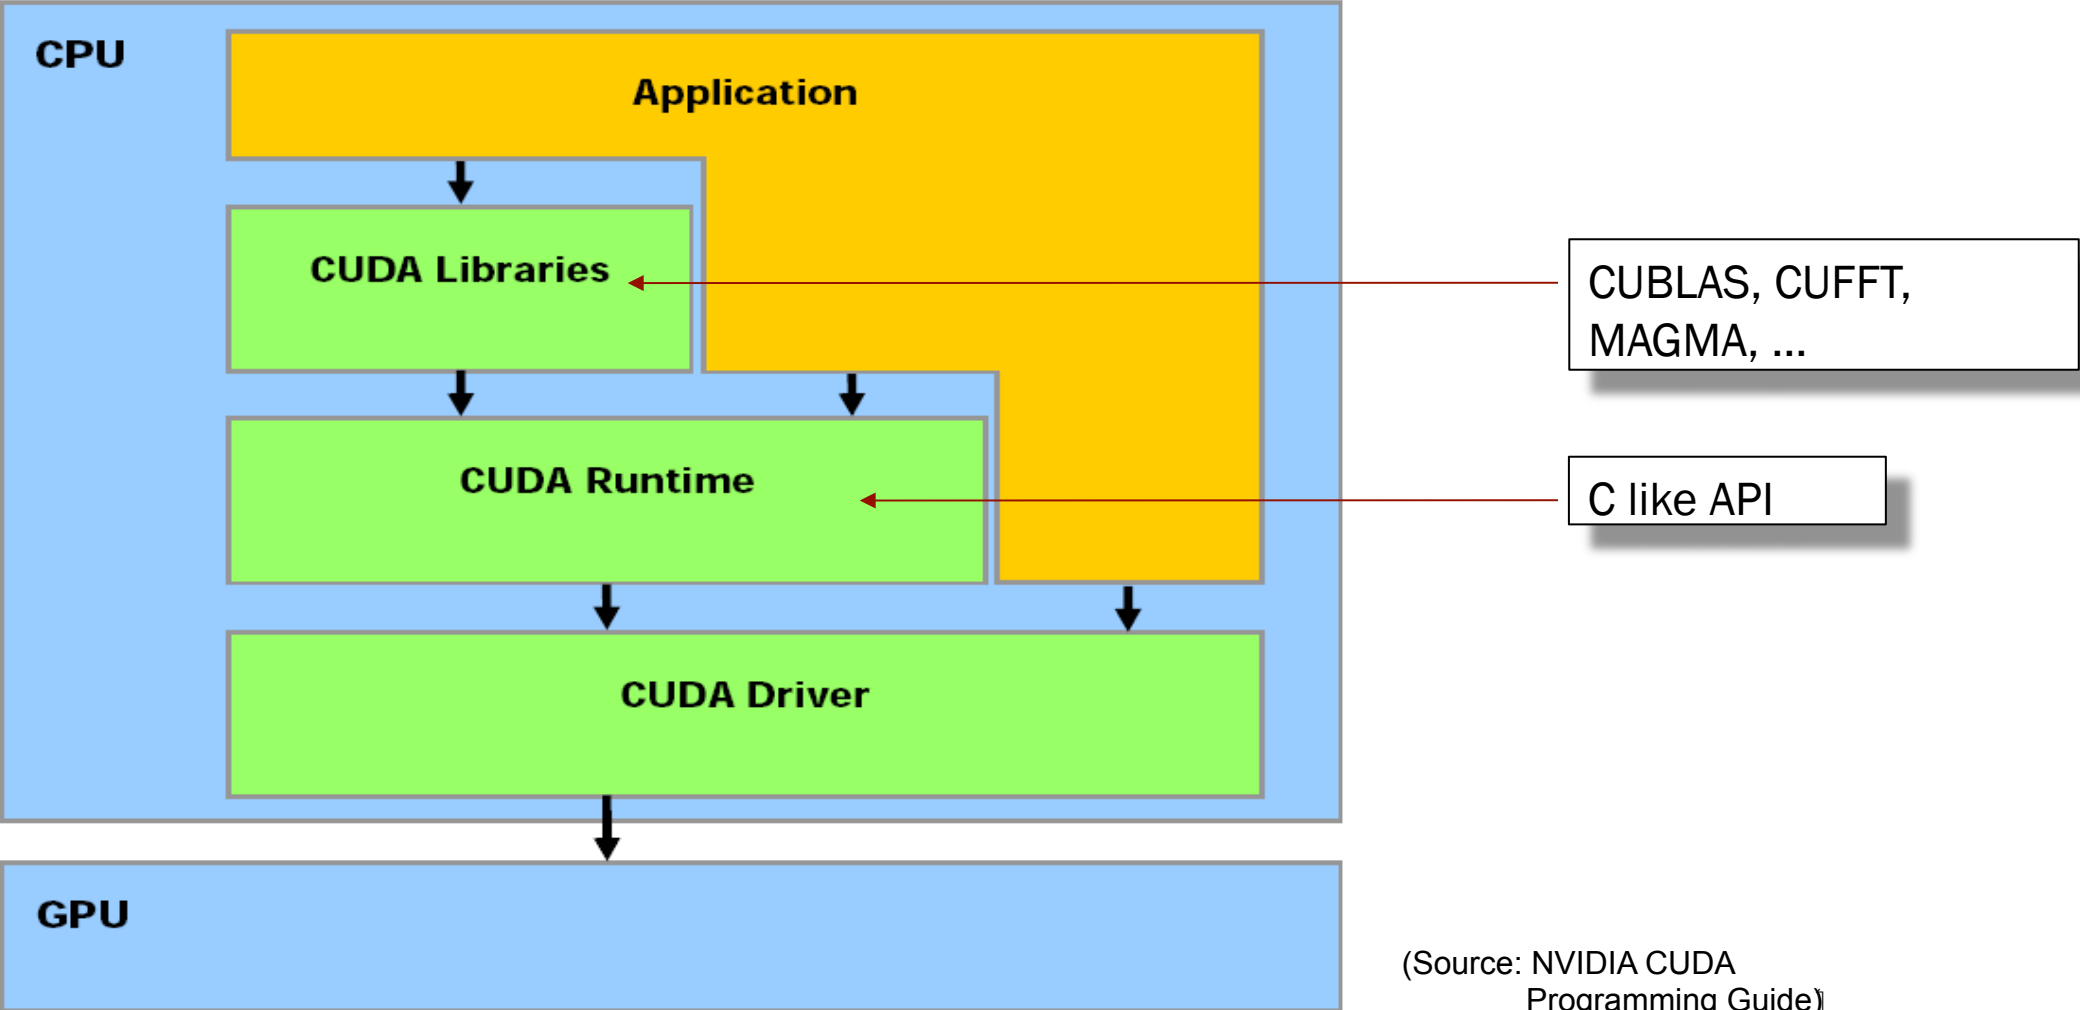 CPU
Application
CUDA Libraries
CUBLAS, CUFFT,
MAGMA, ...
CUDA Runtime
C like API
CUDA Driver
GPU
(Source: NVIDIA CUDA
Programming Guide)